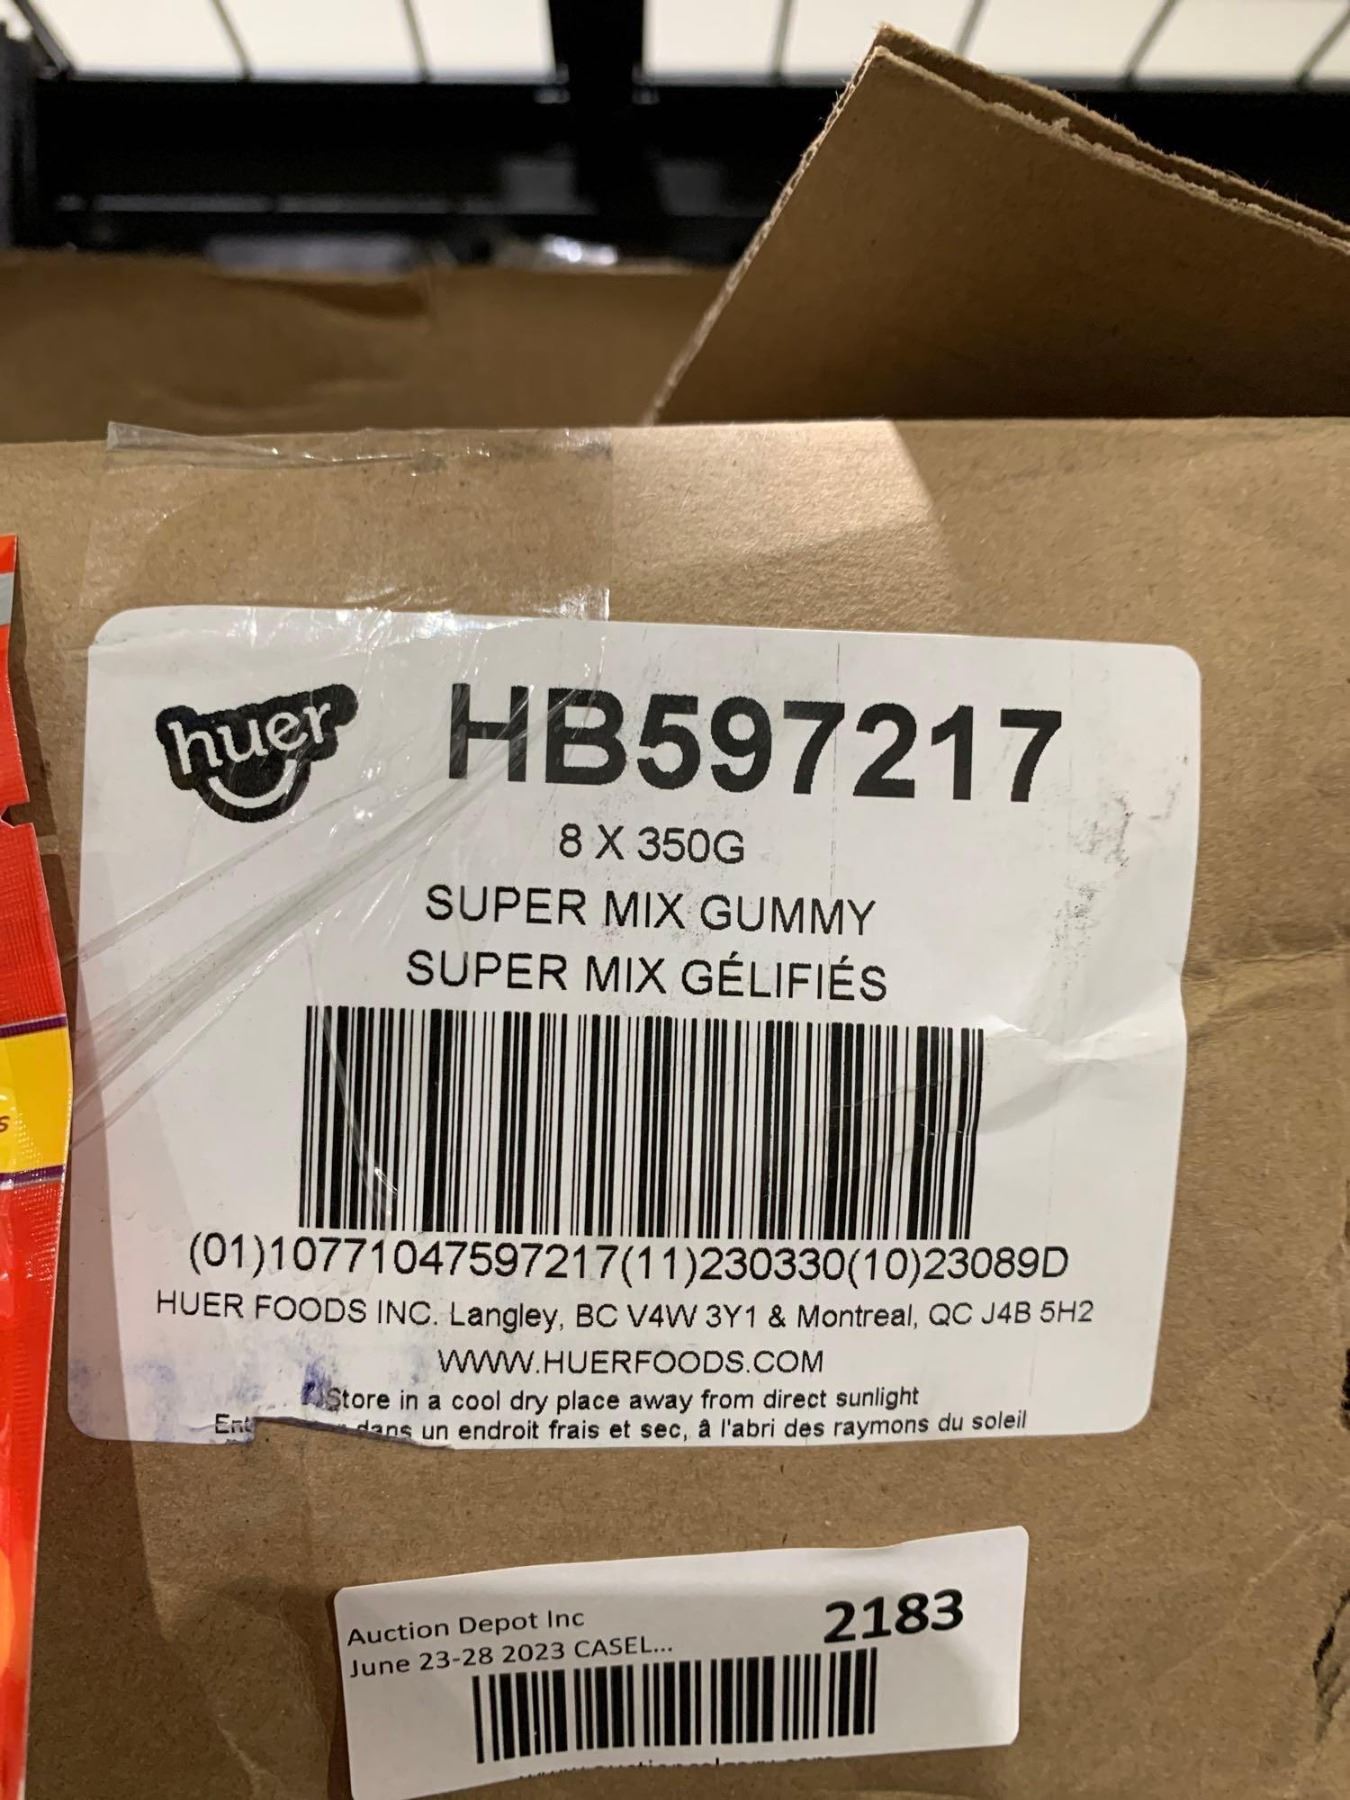 huer
HB597217
8 X 350G
SUPER MIX GUMMY
SUPER MIX GÉLIFIÉS
(01)10771047597217(11)230330(10)23089D
HUER FOODS INC. Langley, BC V4W 3Y1 & Montreal, QC J4B 5H2
WWW.HUERFOODS.COM
Store in a cool dry place away from direct sunlight
dans un endroit frais et sec, â l'abri des raymons du soleil
Auction Depot Inc
2183
June 23-28 2023 CASEL...